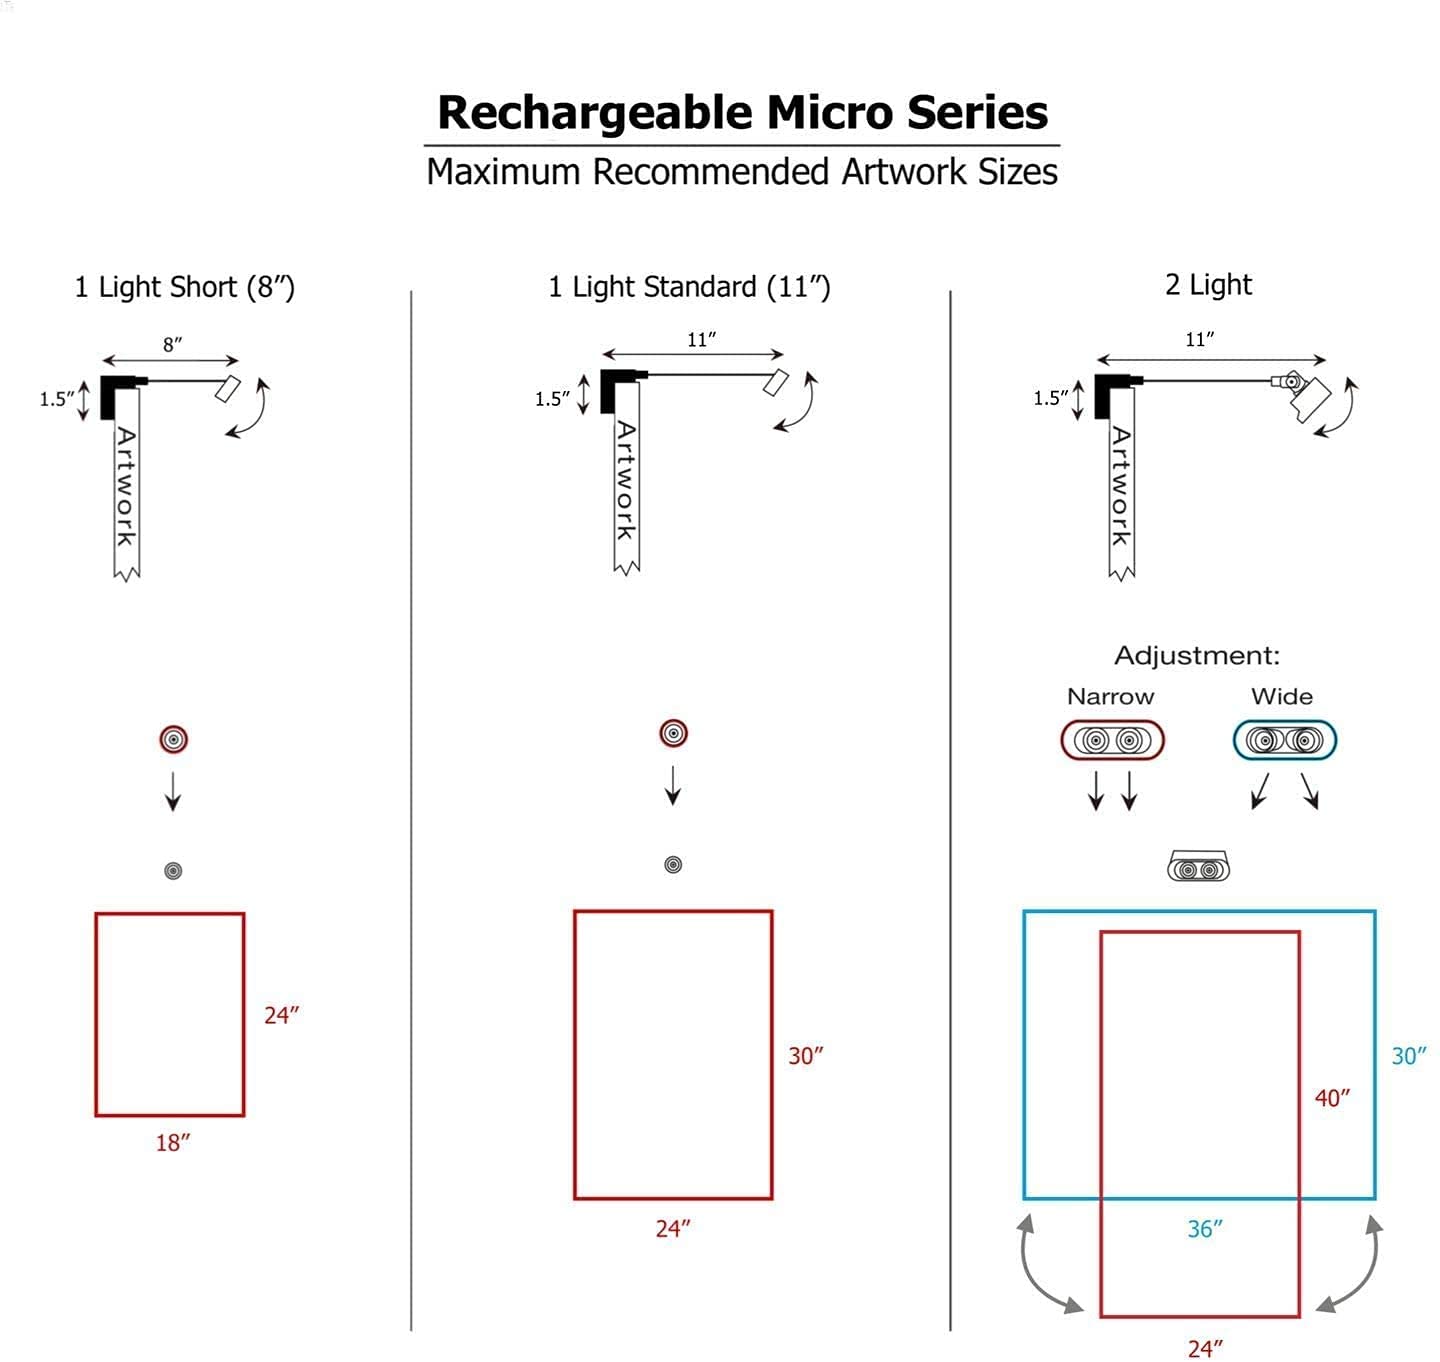 Rechargeable Micro Series
Maximum Recommended Artwork Sizes
1 Light Short (8”)
8”
1.5”
Artwork
24”
18”
1 Light Standard (11”)
11”
1.5”
Artwork
30”
24”
2 Light
11”
1.5”
Artwork
Adjustment:
Narrow Wide
30”
40”
36”
24”